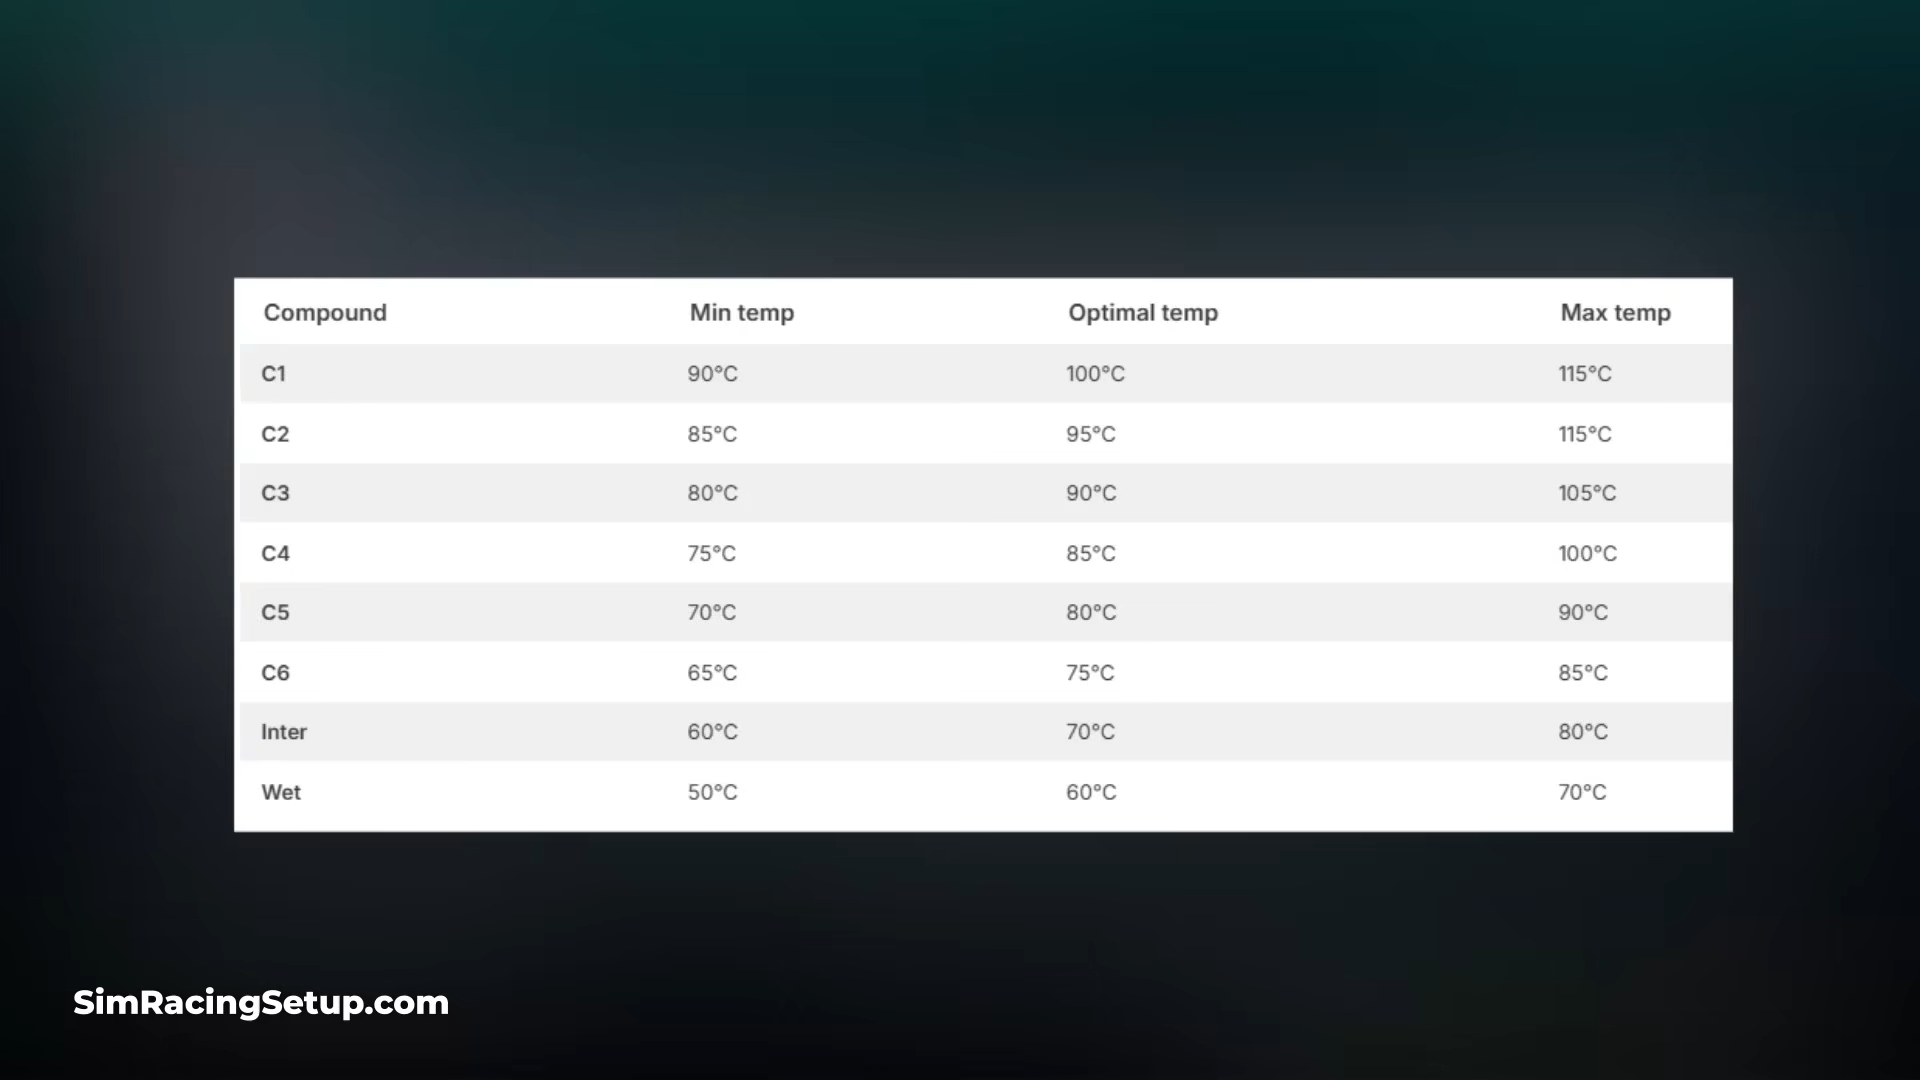 Compound Min temp Optimal temp Max temp
C1 90°C 100°C 115°C
C2 85°C 95°C 115°C
C3 80°C 90°C 105°C
C4 75°C 85°C 100°C
C5 70°C 80°C 90°C
C6 65°C 75°C 85°C
Inter 60°C 70°C 80°C
Wet 50°C 60°C 70°C
SimRacingSetup.com